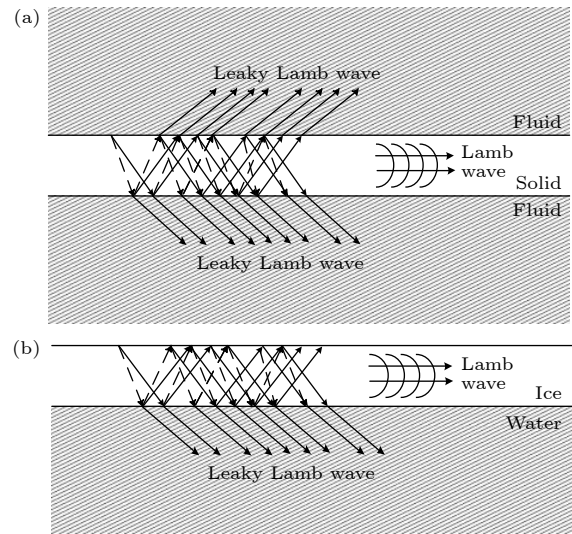 (a)
Leaky Lamb wave
Fluid
Lamb
wave
Solid
Fluid
Leaky Lamb wave
(b)
Lamb
wave
Ice
Water
Leaky Lamb wave